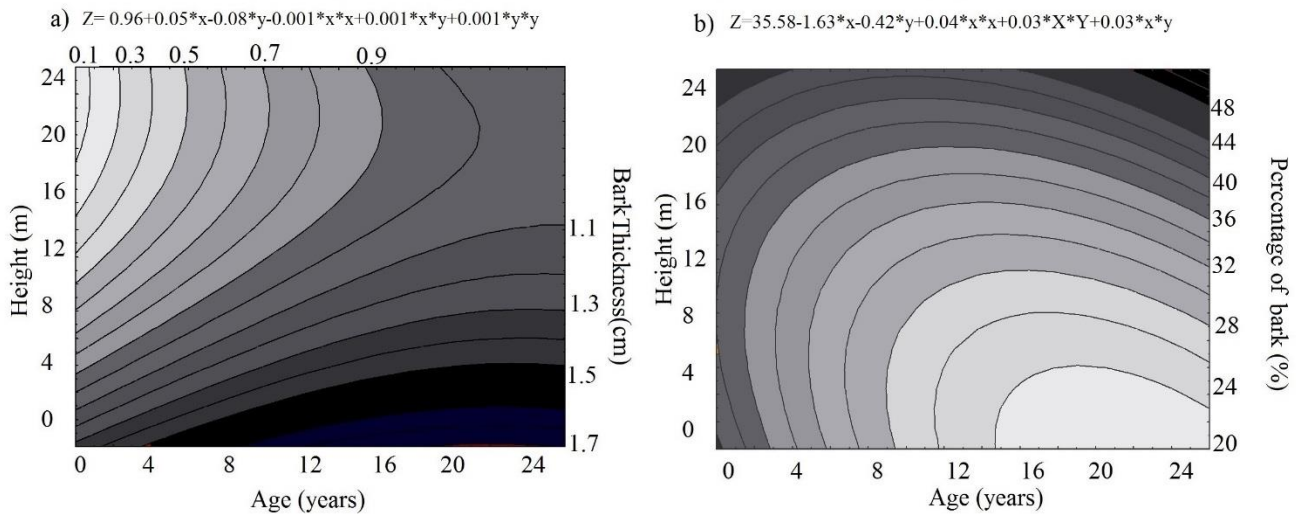 a) Z= 0.96+0.05*x-0.08*y-0.001*x*x+0.001*x*y+0.001*y*y
0.1 0.3 0.5 0.7 0.9
24
20
16
12
8
4
0
Height (m)
1.1
1.3
1.5
1.7
BarkThickness(cm)
0 4 8 12 16 20 24
Age (years)
b) Z=35.58-1.63*x-0.42*y+0.04*x*x+0.03*X*Y+0.03*x*y
24
20
16
12
8
4
0
Height (m)
48
44
40
36
32
28
24
20
Percentage of bark (%)
0 4 8 12 16 20 24
Age (years)